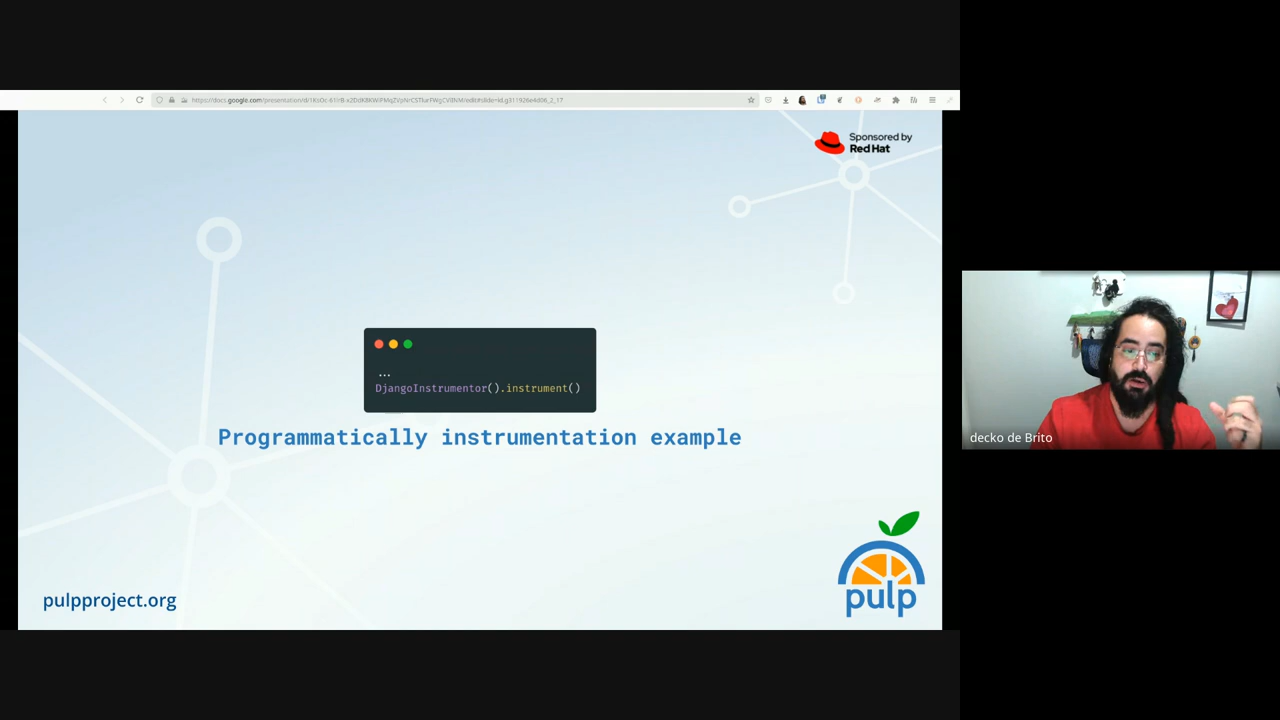 Sponsored by
Red Hat
...
DjangoInstrumentor().instrument()
Programmatically instrumentation example
decko de Brito
pulpproject.org
pulp